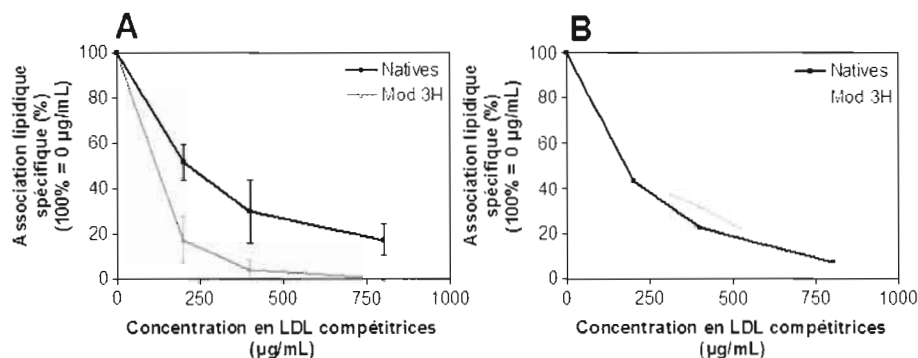 A
Association lipidique
spécifique (%)
(100% = 0 µg/mL)
100
80
60
40
20
0
Natives
Mod 3H
0
250
500
750
1000
Concentration en LDL compétitrices
(µg/mL)
B
Association lipidique
spécifique (%)
(100% = 0 µg/mL)
100
80
60
40
20
0
Natives
Mod 3H
0
250
500
750
1000
Concentration en LDL compétitrices
(µg/mL)